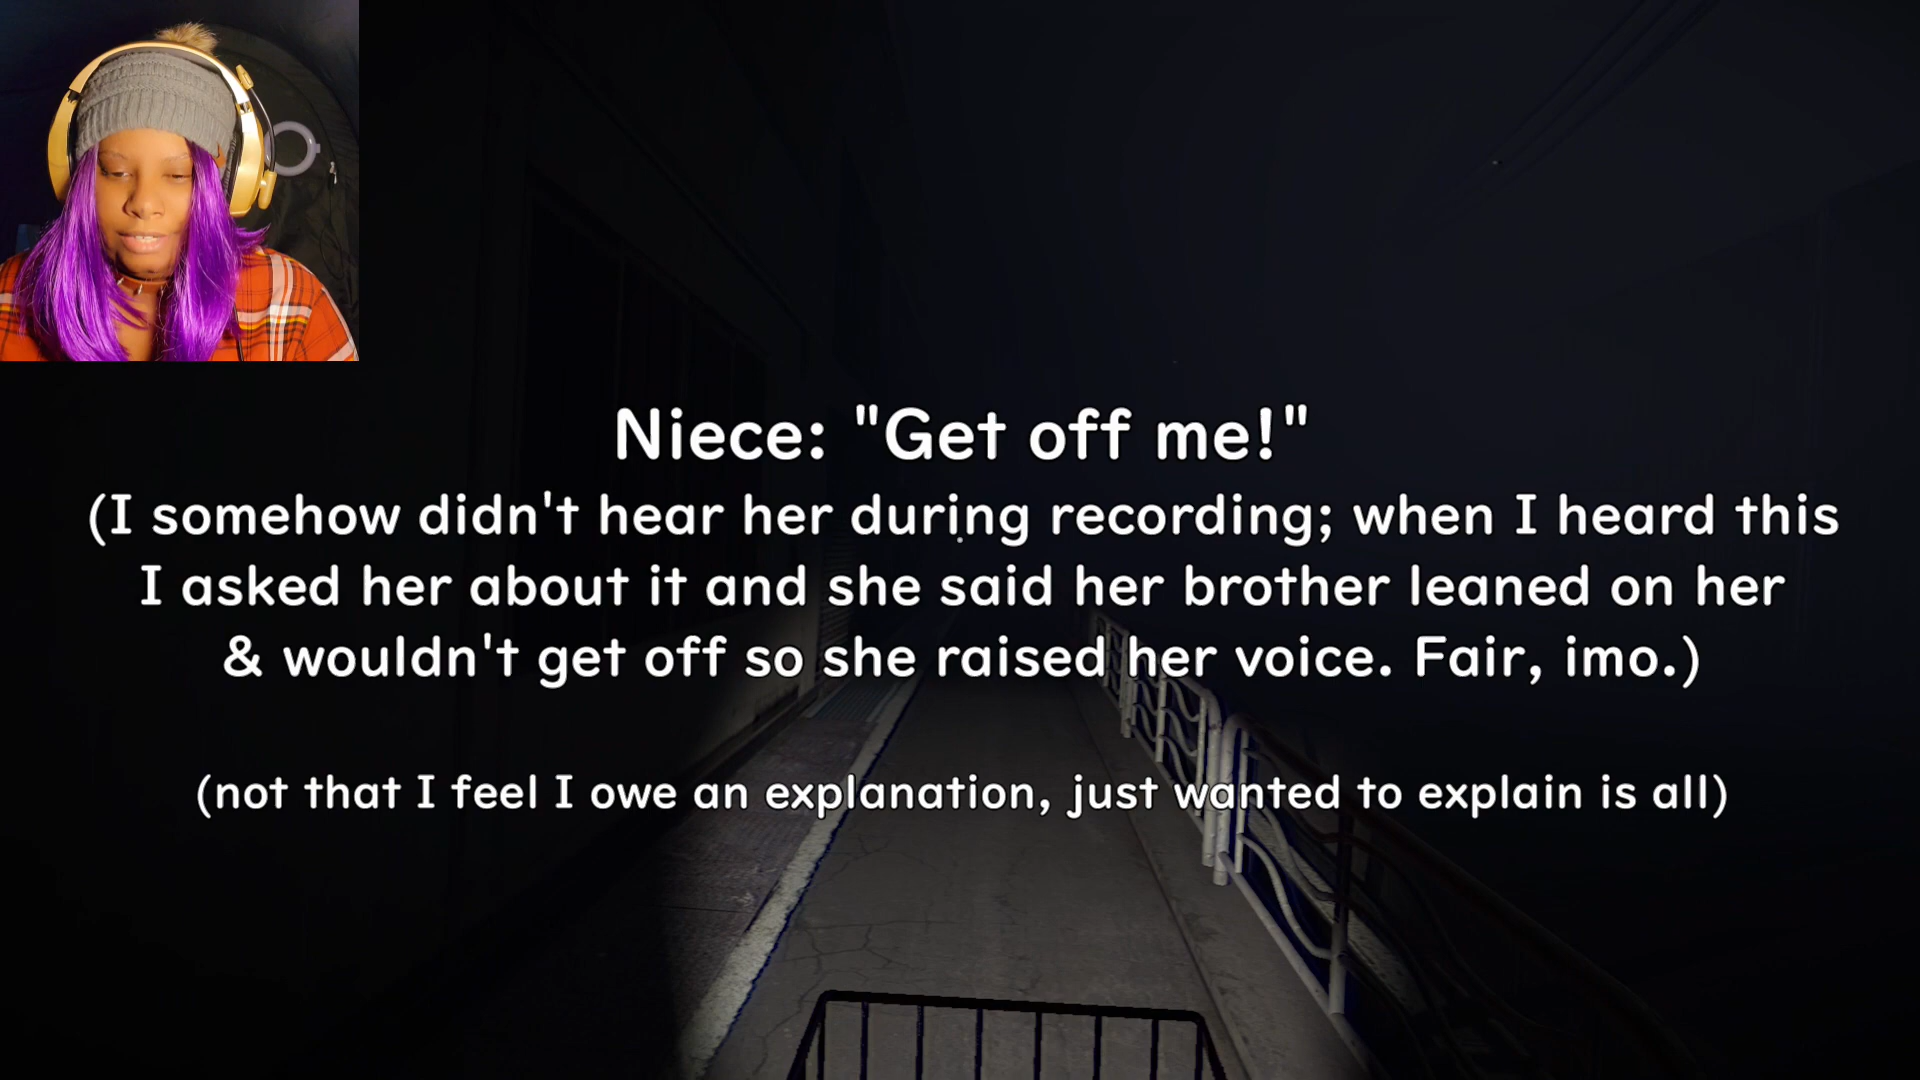 Niece: "Get off me!"
(I somehow didn't hear her during recording; when I heard this
I asked her about it and she said her brother leaned on her
& wouldn't get off so she raised her voice. Fair, imo.)
(not that I feel I owe an explanation, just wanted to explain is all)